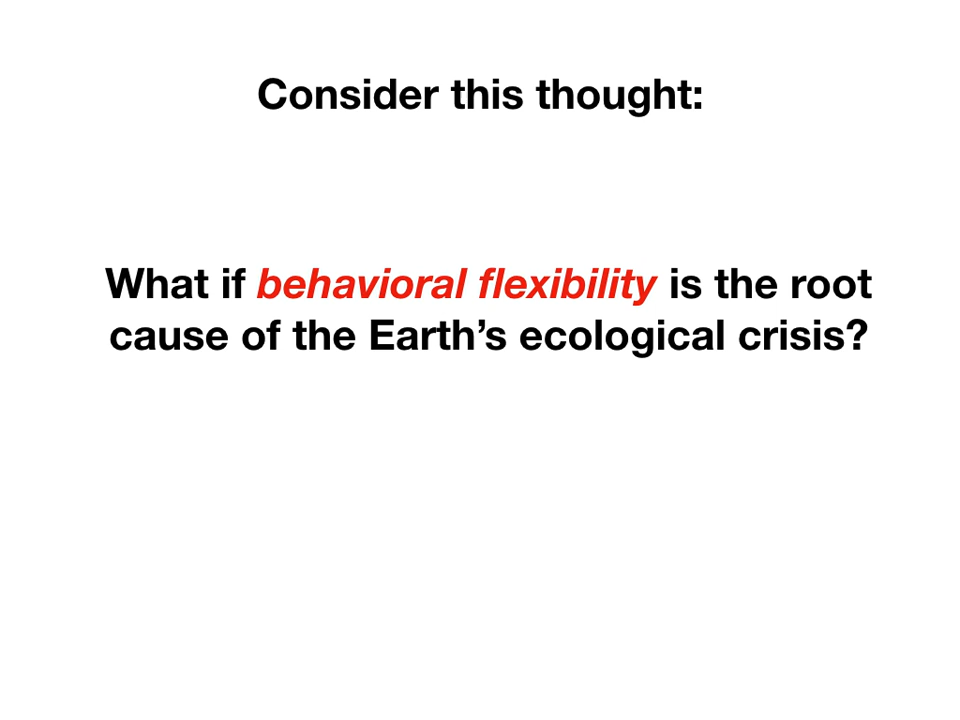 Consider this thought:
What if behavioral flexibility is the root
cause of the Earth’s ecological crisis?